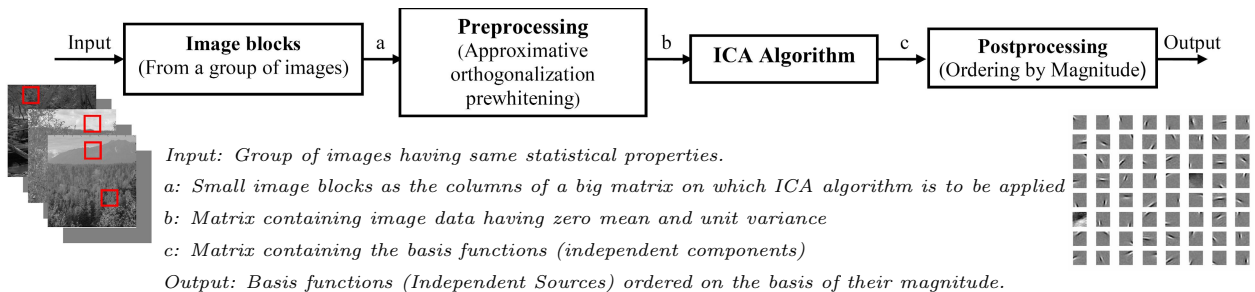 Input
Image blocks
(From a group of images)
a
Preprocessing
(Approximative
orthogonalization
prewhitening)
b
ICA Algorithm
c
Postprocessing
(Ordering by Magnitude)
Output
Input: Group of images having same statistical properties.
a: Small image blocks as the columns of a big matrix on which ICA algorithm is to be applied
b: Matrix containing image data having zero mean and unit variance
c: Matrix containing the basis functions (independent components)
Output: Basis functions (Independent Sources) ordered on the basis of their magnitude.